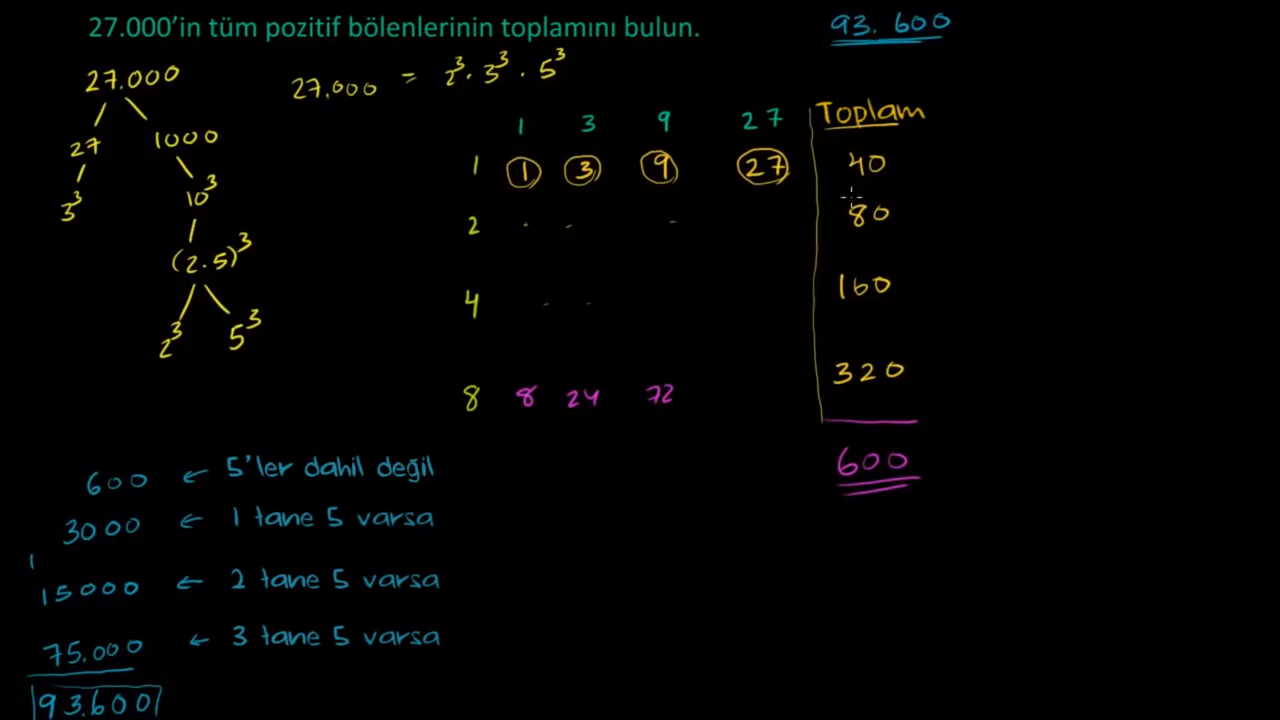 27.000'in tüm pozitif bölenlerinin toplamını bulun.
93.600
27.000
27 1000
3³ 10³
(2.5)³
2³ 5³
27.000 = 2³ . 3³ . 5³
1 3 9 27 Toplam
1 1 3 9 27 40
2 80
4 160
8 8 24 72 320
600
600 ← 5'ler dahil değil
3000 ← 1 tane 5 varsa
1
15000 ← 2 tane 5 varsa
75.000 ← 3 tane 5 varsa
93.600